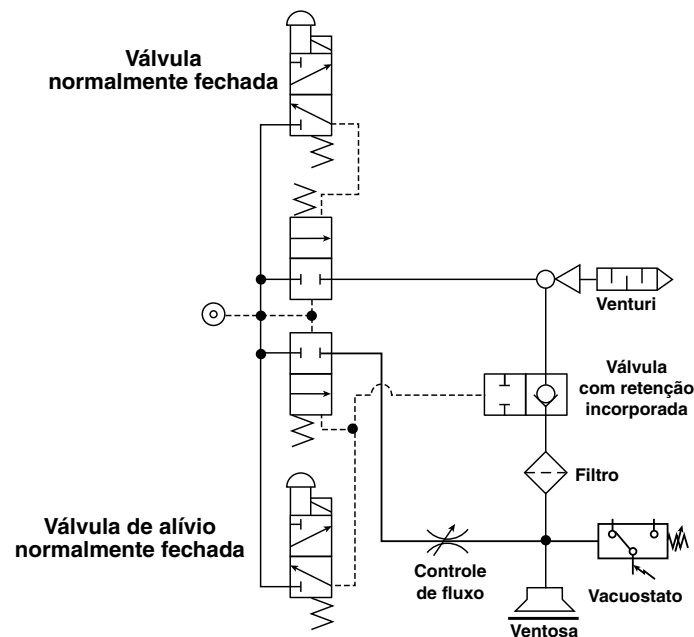 Válvula
normalmente fechada
Venturi
Válvula
com retenção
incorporada
Filtro
Válvula de alívio
normalmente fechada
Controle
de fluxo
Vacuostato
Ventosa